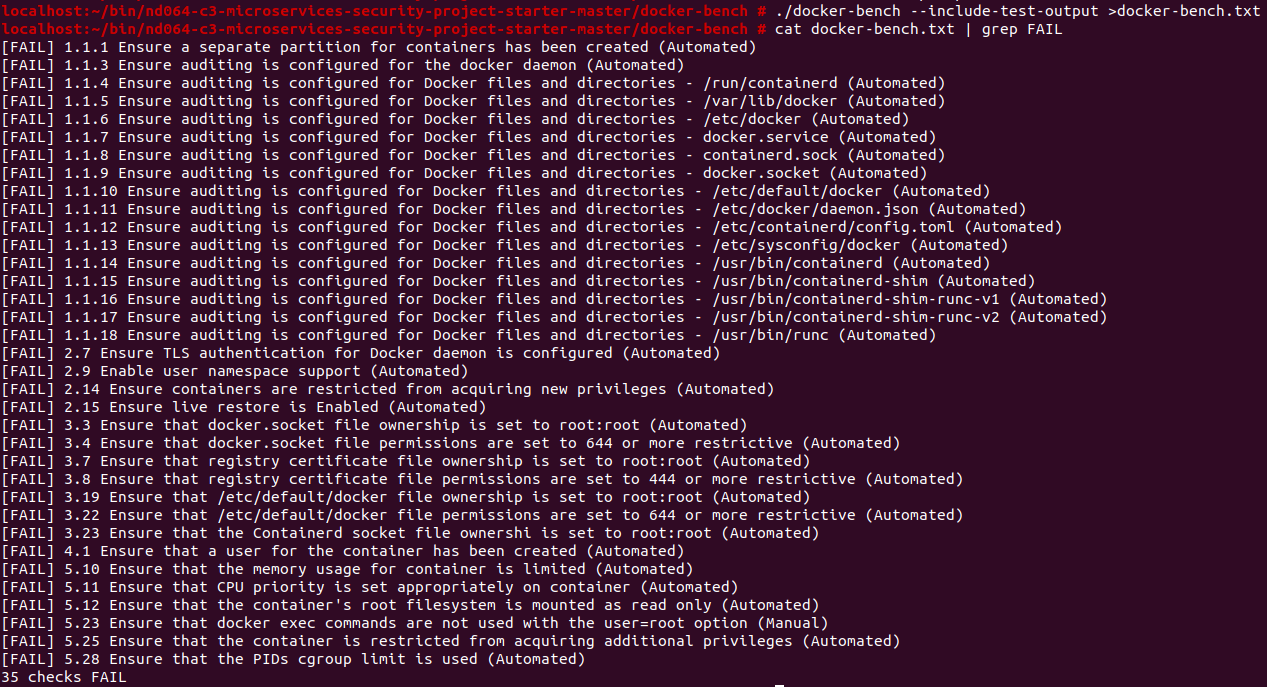 localhost:~/bin/nd064-c3-microservices-security-project-starter-master/docker-bench # ./docker-bench --include-test-output >docker-bench.txt
localhost:~/bin/nd064-c3-microservices-security-project-starter-master/docker-bench # cat docker-bench.txt | grep FAIL
[FAIL] 1.1.1 Ensure a separate partition for containers has been created (Automated)
[FAIL] 1.1.3 Ensure auditing is configured for the docker daemon (Automated)
[FAIL] 1.1.4 Ensure auditing is configured for Docker files and directories - /run/containerd (Automated)
[FAIL] 1.1.5 Ensure auditing is configured for Docker files and directories - /var/lib/docker (Automated)
[FAIL] 1.1.6 Ensure auditing is configured for Docker files and directories - /etc/docker (Automated)
[FAIL] 1.1.7 Ensure auditing is configured for Docker files and directories - docker.service (Automated)
[FAIL] 1.1.8 Ensure auditing is configured for Docker files and directories - containerd.sock (Automated)
[FAIL] 1.1.9 Ensure auditing is configured for Docker files and directories - docker.socket (Automated)
[FAIL] 1.1.10 Ensure auditing is configured for Docker files and directories - /etc/default/docker (Automated)
[FAIL] 1.1.11 Ensure auditing is configured for Docker files and directories - /etc/docker/daemon.json (Automated)
[FAIL] 1.1.12 Ensure auditing is configured for Docker files and directories - /etc/containerd/config.toml (Automated)
[FAIL] 1.1.13 Ensure auditing is configured for Docker files and directories - /etc/sysconfig/docker (Automated)
[FAIL] 1.1.14 Ensure auditing is configured for Docker files and directories - /usr/bin/containerd (Automated)
[FAIL] 1.1.15 Ensure auditing is configured for Docker files and directories - /usr/bin/containerd-shim (Automated)
[FAIL] 1.1.16 Ensure auditing is configured for Docker files and directories - /usr/bin/containerd-shim-runc-v1 (Automated)
[FAIL] 1.1.17 Ensure auditing is configured for Docker files and directories - /usr/bin/containerd-shim-runc-v2 (Automated)
[FAIL] 1.1.18 Ensure auditing is configured for Docker files and directories - /usr/bin/runc (Automated)
[FAIL] 2.7 Ensure TLS authentication for Docker daemon is configured (Automated)
[FAIL] 2.9 Enable user namespace support (Automated)
[FAIL] 2.14 Ensure containers are restricted from acquiring new privileges (Automated)
[FAIL] 2.15 Ensure live restore is Enabled (Automated)
[FAIL] 3.3 Ensure that docker.socket file ownership is set to root:root (Automated)
[FAIL] 3.4 Ensure that docker.socket file permissions are set to 644 or more restrictive (Automated)
[FAIL] 3.7 Ensure that registry certificate file ownership is set to root:root (Automated)
[FAIL] 3.8 Ensure that registry certificate file permissions are set to 444 or more restrictive (Automated)
[FAIL] 3.19 Ensure that /etc/default/docker file ownership is set to root:root (Automated)
[FAIL] 3.22 Ensure that /etc/default/docker file permissions are set to 644 or more restrictive (Automated)
[FAIL] 3.23 Ensure that the Containerd socket file ownershi is set to root:root (Automated)
[FAIL] 4.1 Ensure that a user for the container has been created (Automated)
[FAIL] 5.10 Ensure that the memory usage for container is limited (Automated)
[FAIL] 5.11 Ensure that CPU priority is set appropriately on container (Automated)
[FAIL] 5.12 Ensure that the container's root filesystem is mounted as read only (Automated)
[FAIL] 5.23 Ensure that docker exec commands are not used with the user=root option (Manual)
[FAIL] 5.25 Ensure that the container is restricted from acquiring additional privileges (Automated)
[FAIL] 5.28 Ensure that the PIDs cgroup limit is used (Automated)
35 checks FAIL